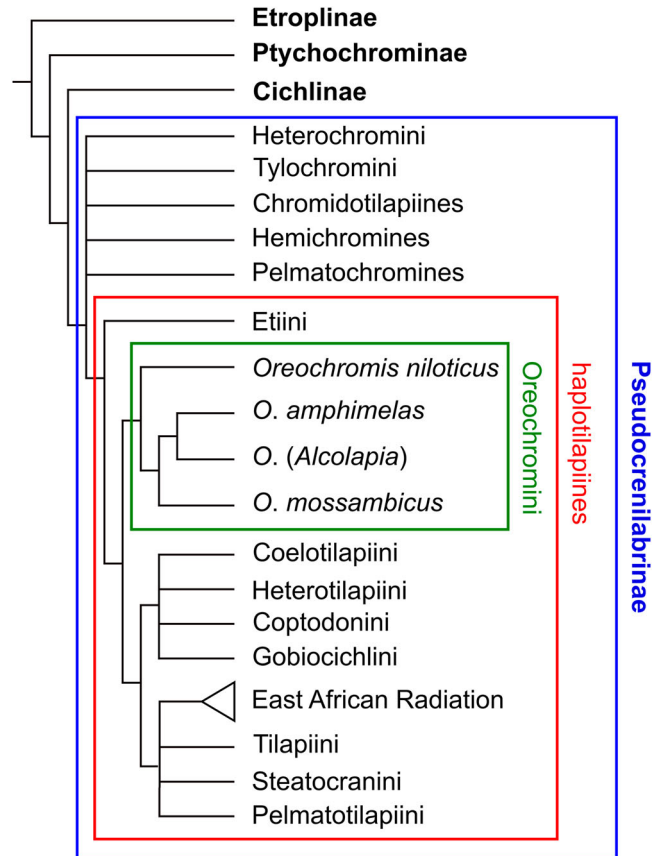 Etroplinae
Ptychochrominae
Cichlinae
Heterochromini
Tylochromini
Chromidotilapiines
Hemichromines
Pelmatochromines
Etiini
Oreochromis niloticus
O. amphimelas
O. (Alcolapia)
O. mossambicus
Coelotilapiini
Heterotilapiini
Coptodonini
Gobiocichlini
East African Radiation
Tilapiini
Steatocranini
Pelmatotilapiini
Oreochromini
haplotilapiines
Pseudocrenilabrinae